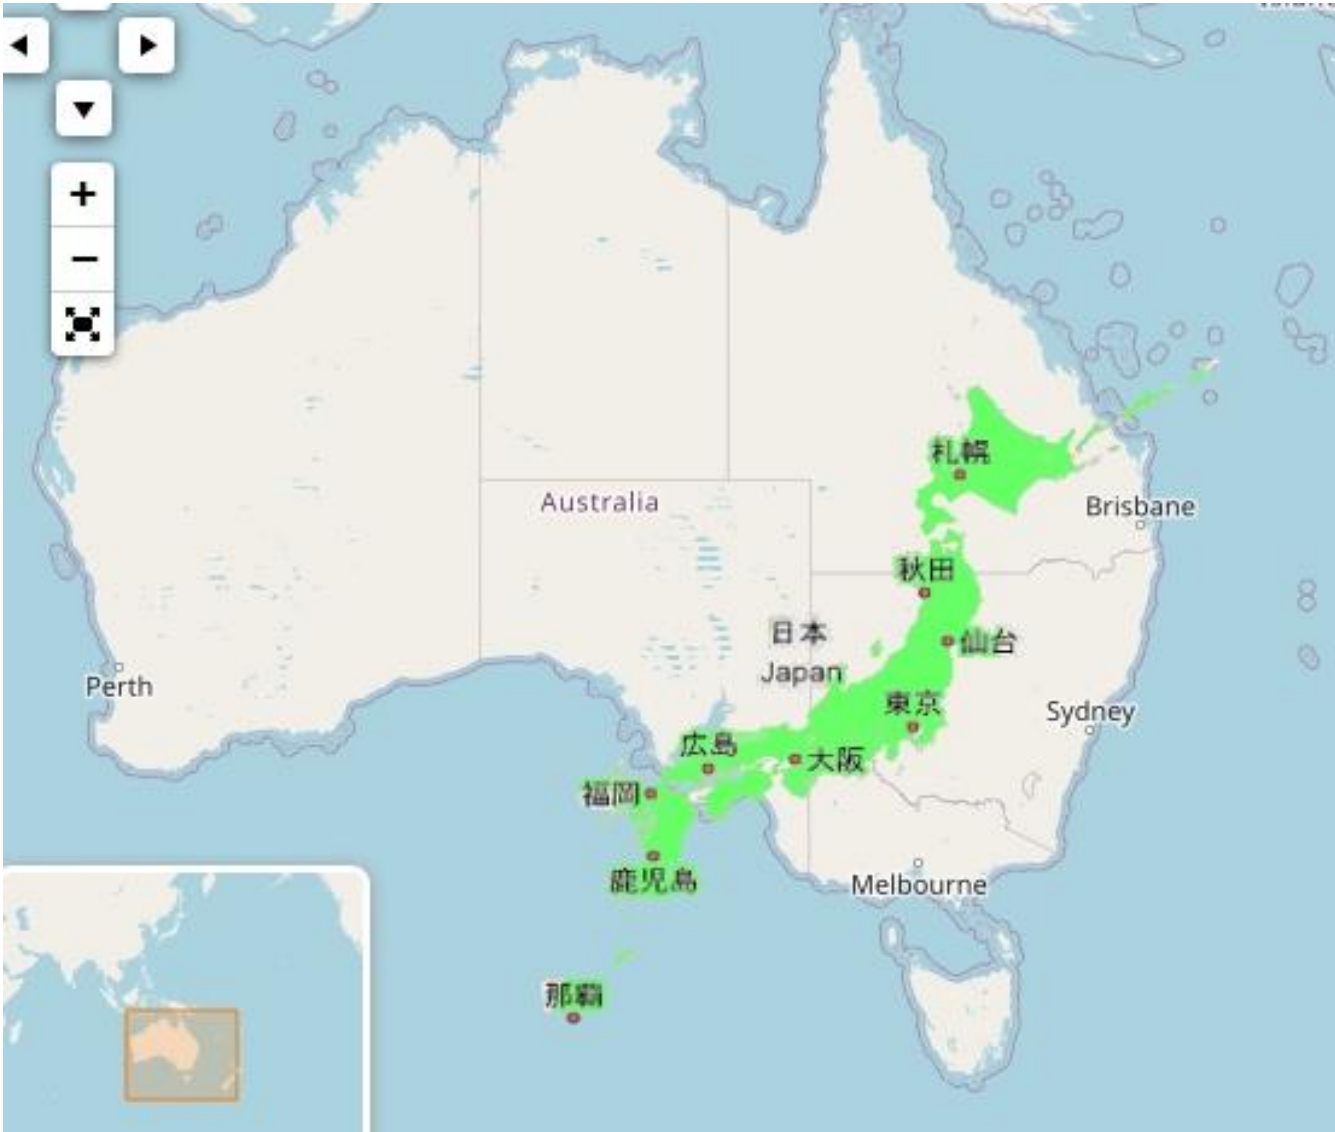 +
−
札幌
Brisbane
Australia
秋田
日本
Japan
仙台
Perth
東京
Sydney
広島
大阪
福岡
鹿児島
Melbourne
那覇